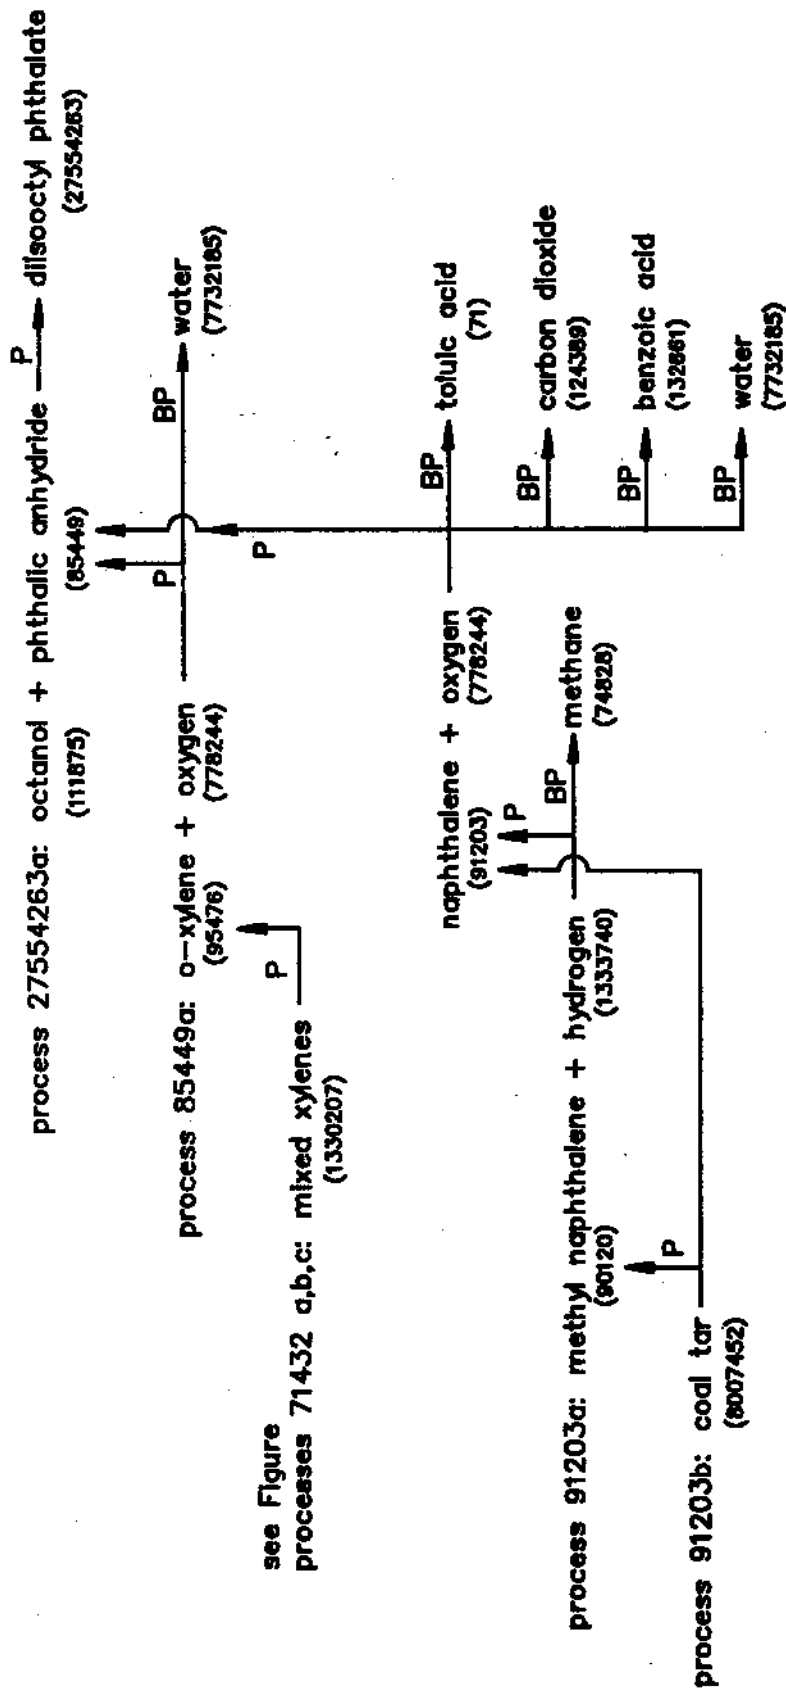 process 27554263a: octanol + phthalic anhydride P diisooctyl phthalate
(111875) (85449) (27554263)
P BP
process 85449a: o-xylene + oxygen water
(95476) (778244) (7732185)
P
P
see Figure
processes 71432 a,b,c: mixed xylenes
(1330207)
BP
naphthalene + oxygen toluic acid
(91203) (778244) (71)
P
BP carbon dioxide
(124389)
BP
process 91203a: methyl naphthalene + hydrogen methane
(90120) (1333740) (74828)
BP benzoic acid
(132661)
P
BP
process 91203b: coal tar water
(8007452) (7732185)